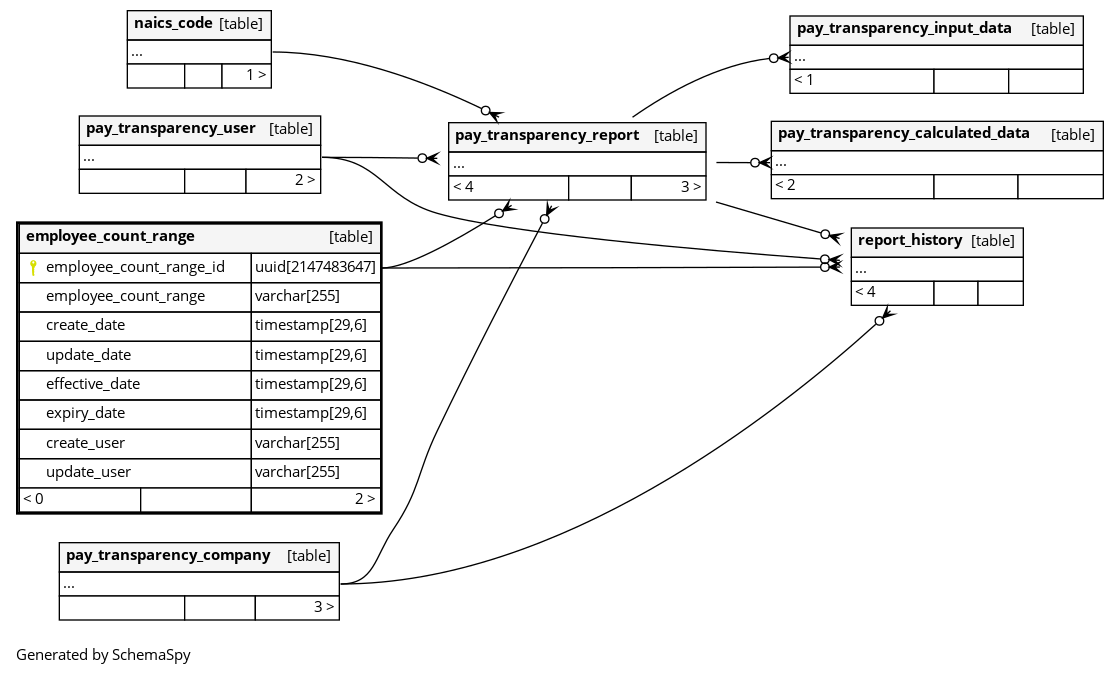 naics_code [table]
...
1 >
pay_transparency_user [table]
...
2 >
employee_count_range [table]
employee_count_range_id uuid[2147483647]
employee_count_range varchar[255]
create_date timestamp[29,6]
update_date timestamp[29,6]
effective_date timestamp[29,6]
expiry_date timestamp[29,6]
create_user varchar[255]
update_user varchar[255]
< 0 2 >
pay_transparency_company [table]
...
3 >
pay_transparency_report [table]
...
< 4 3 >
pay_transparency_input_data [table]
...
< 1
pay_transparency_calculated_data [table]
...
< 2
report_history [table]
...
< 4
Generated by SchemaSpy